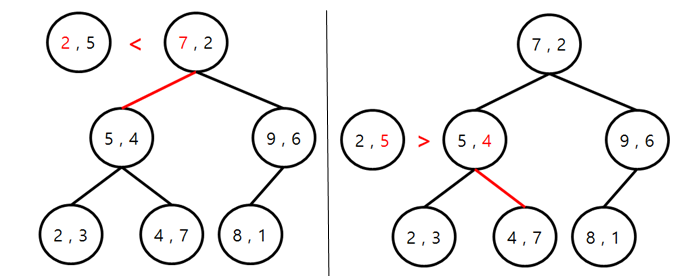 2 , 5 < 7 , 2
5 , 4 9 , 6
2 , 3 4 , 7 8 , 1
7 , 2
2 , 5 > 5 , 4 9 , 6
2 , 3 4 , 7 8 , 1